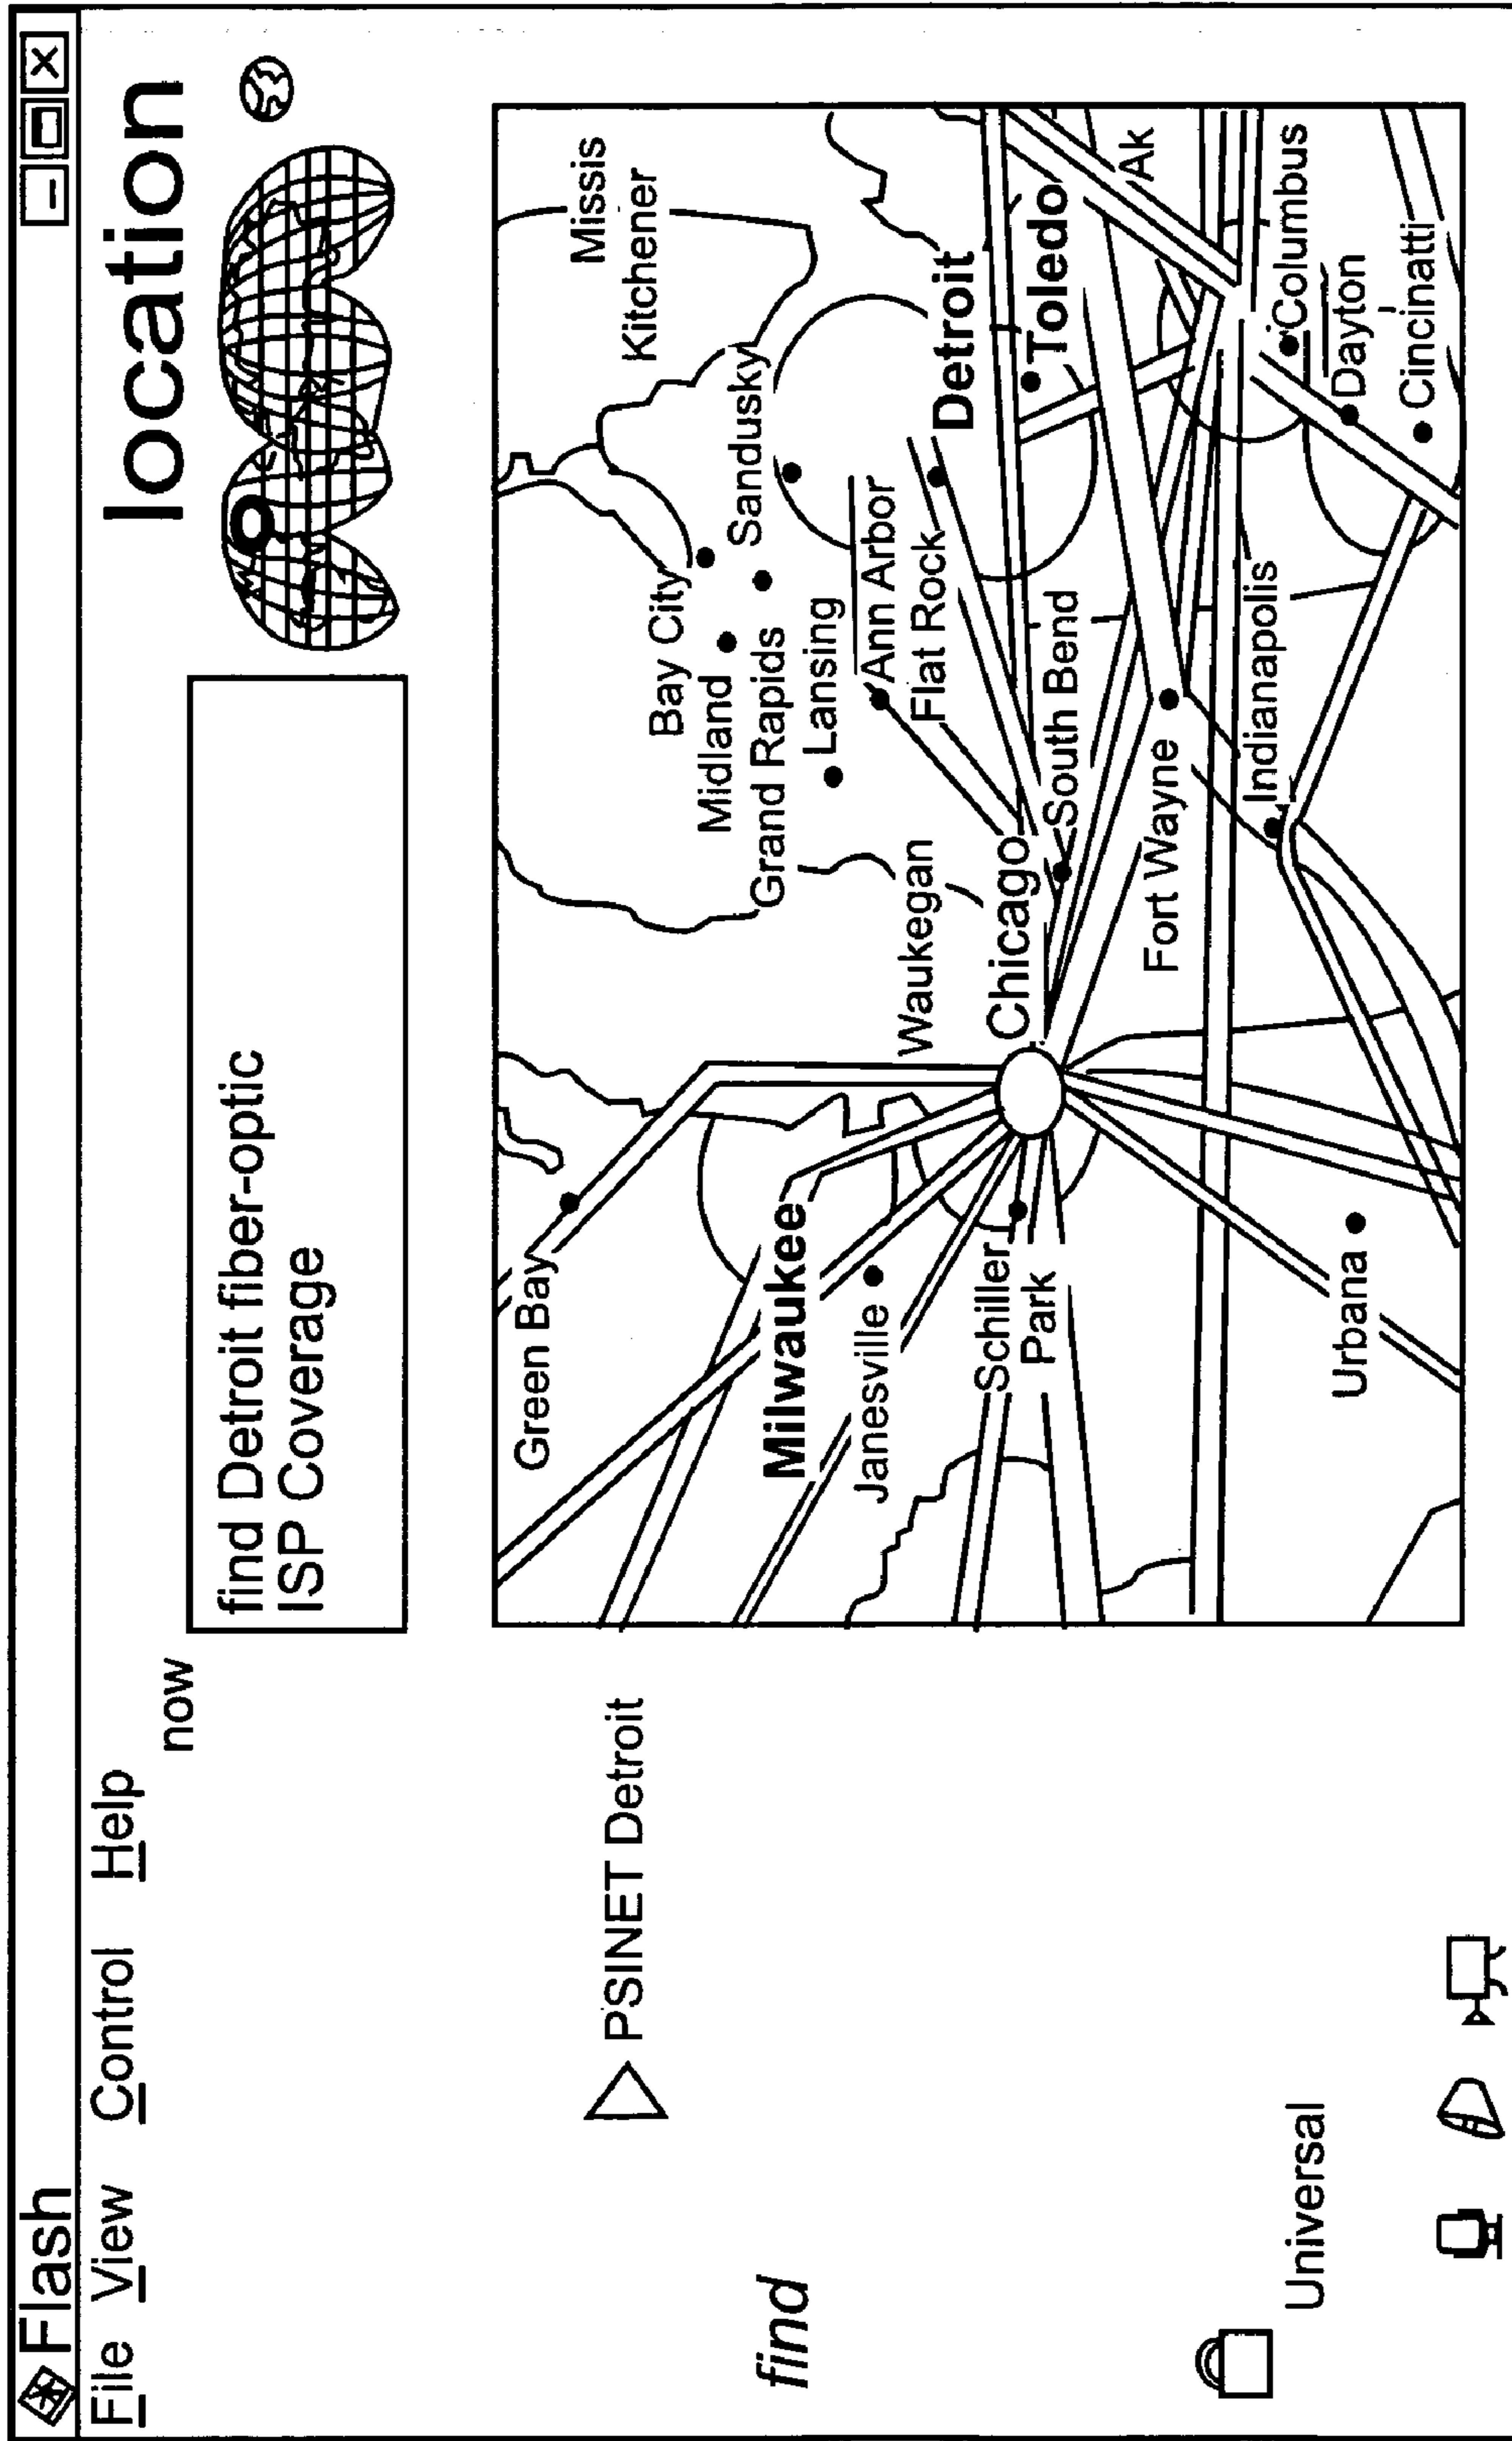 Flash
File View Control Help
now
location
find Detroit fiber-optic
ISP Coverage
PSINET Detroit
find
Universal
Green Bay
Missis
Kitchener
Bay City
Midland
Sandusky
Grand Rapids
Milwaukee
Lansing
Janesville
Ann Arbor
Waukegan
Flat Rock
Detroit
Schiller
Park
Chicago
South Bend
Toledo
Ak
Fort Wayne
Indianapolis
Columbus
Urbana
Dayton
Cincinatti